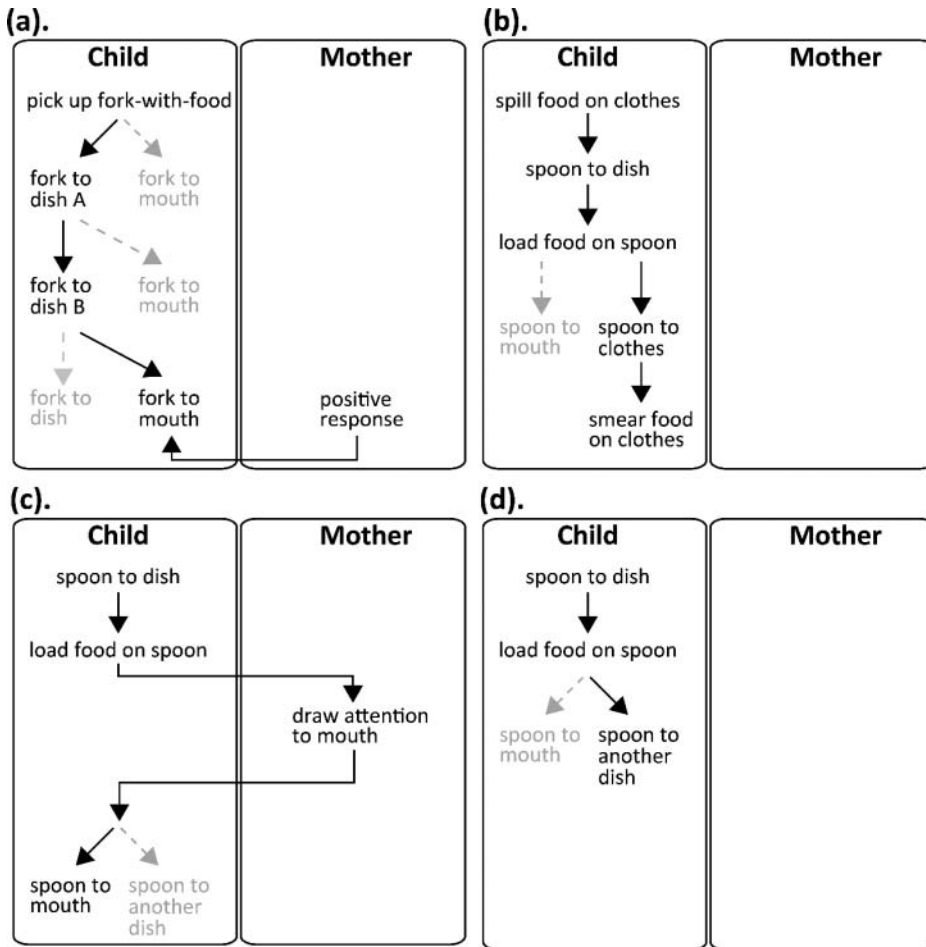 (a).
Child
Mother
pick up fork-with-food
fork to
dish A
fork to
mouth
fork to
dish B
fork to
mouth
fork to
dish
fork to
mouth
positive
response
(b).
Child
Mother
spill food on clothes
spoon to dish
load food on spoon
spoon to
mouth
spoon to
clothes
smear food
on clothes
(c).
Child
Mother
spoon to dish
load food on spoon
draw attention
to mouth
spoon to
mouth
spoon to
another
dish
(d).
Child
Mother
spoon to dish
load food on spoon
spoon to
mouth
spoon to
another
dish